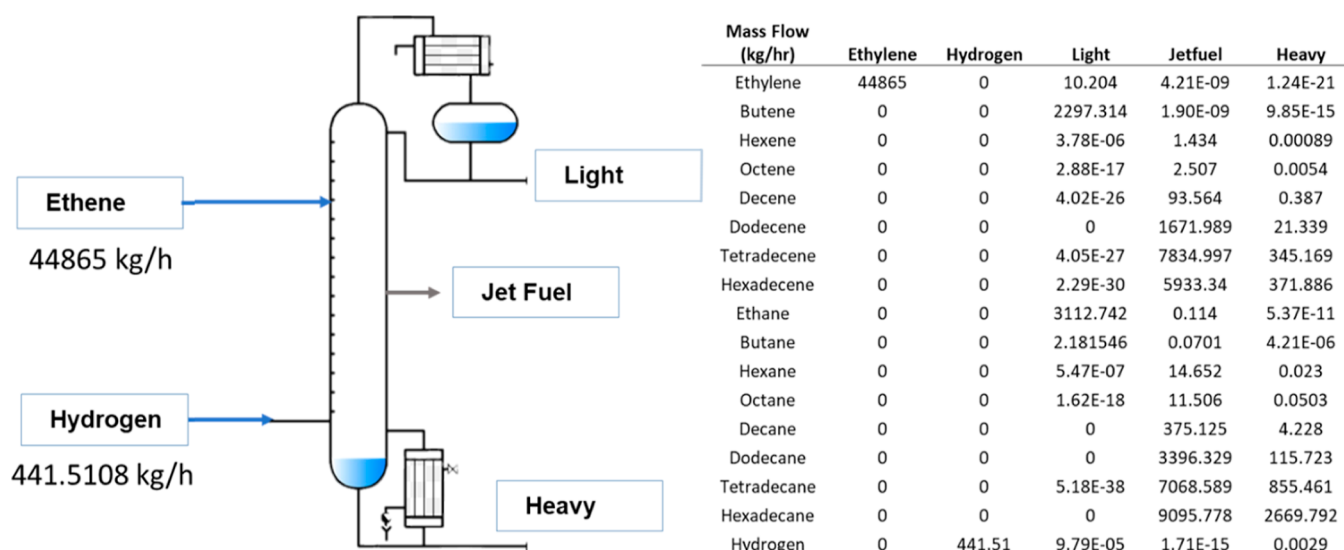 Light
Ethene
44865 kg/h
Jet Fuel
Hydrogen
441.5108 kg/h
Heavy
Mass Flow
(kg/hr) Ethylene Hydrogen Light Jetfuel Heavy
Ethylene 44865 0 10.204 4.21E-09 1.24E-21
Butene 0 0 2297.314 1.90E-09 9.85E-15
Hexene 0 0 3.78E-06 1.434 0.00089
Octene 0 0 2.88E-17 2.507 0.0054
Decene 0 0 4.02E-26 93.564 0.387
Dodecene 0 0 0 1671.989 21.339
Tetradecene 0 0 4.05E-27 7834.997 345.169
Hexadecene 0 0 2.29E-30 5933.34 371.886
Ethane 0 0 3112.742 0.114 5.37E-11
Butane 0 0 2.181546 0.0701 4.21E-06
Hexane 0 0 5.47E-07 14.652 0.023
Octane 0 0 1.62E-18 11.506 0.0503
Decane 0 0 0 375.125 4.228
Dodecane 0 0 0 3396.329 115.723
Tetradecane 0 0 5.18E-38 7068.589 855.461
Hexadecane 0 0 0 9095.778 2669.792
Hydrogen 0 441.51 9.79E-05 1.71E-15 0.0029